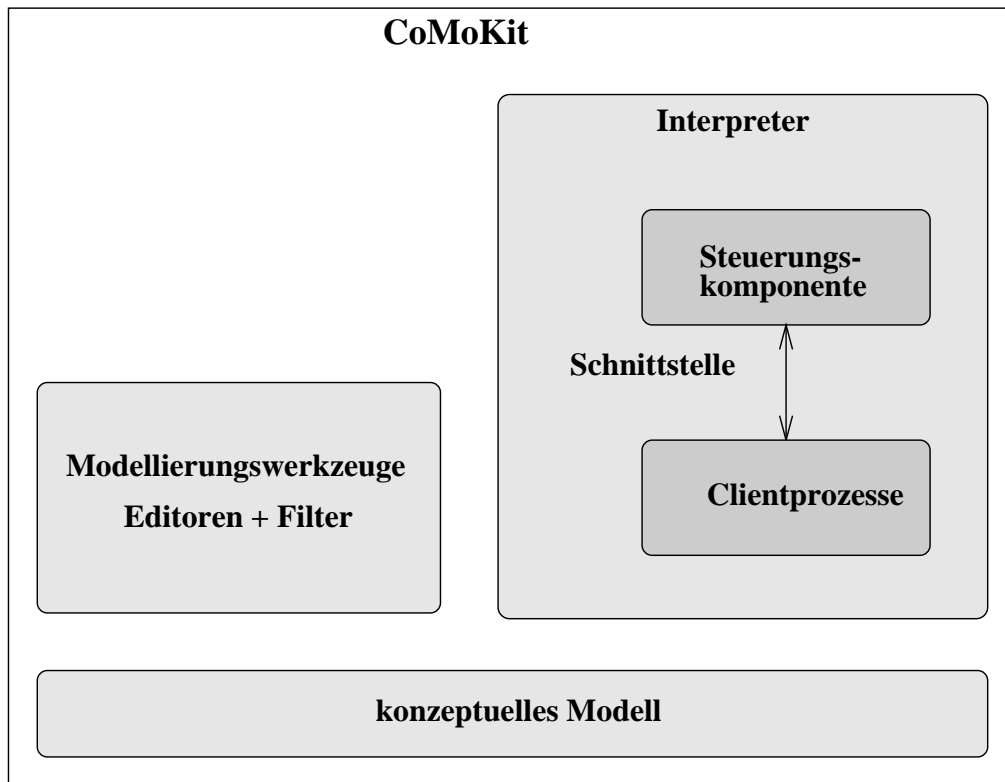 CoMoKit
Interpreter
Steuerungs-
komponente
Schnittstelle
Clientprozesse
Modellierungswerkzeuge
Editoren + Filter
konzeptuelles Modell